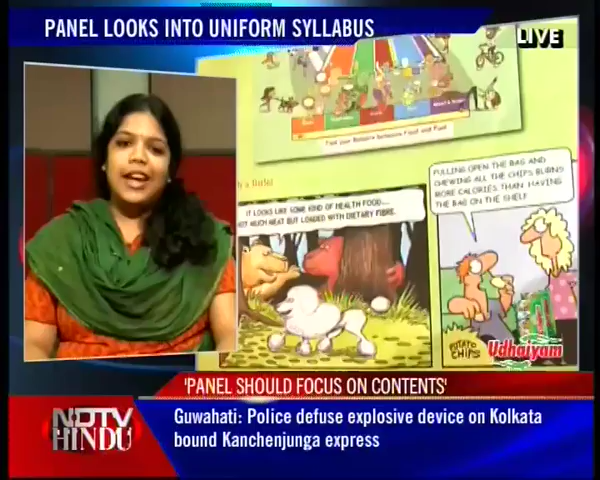 PANEL LOOKS INTO UNIFORM SYLLABUS
LIVE
IT LOOKS LIKE SOME KIND OF HEALTH FOOD....
NOT MUCH MEAT BUT LOADED WITH DIETARY FIBRE.
PULLING OPEN THE BAG AND
CHEWING ALL THE CHIPS BURNS
MORE CALORIES THAN HAVING
THE BAG ON THE SHELF
POTATO
CHIPS
Udhaiyam
'PANEL SHOULD FOCUS ON CONTENTS'
NDTV
HINDU
Guwahati: Police defuse explosive device on Kolkata
bound Kanchenjunga express